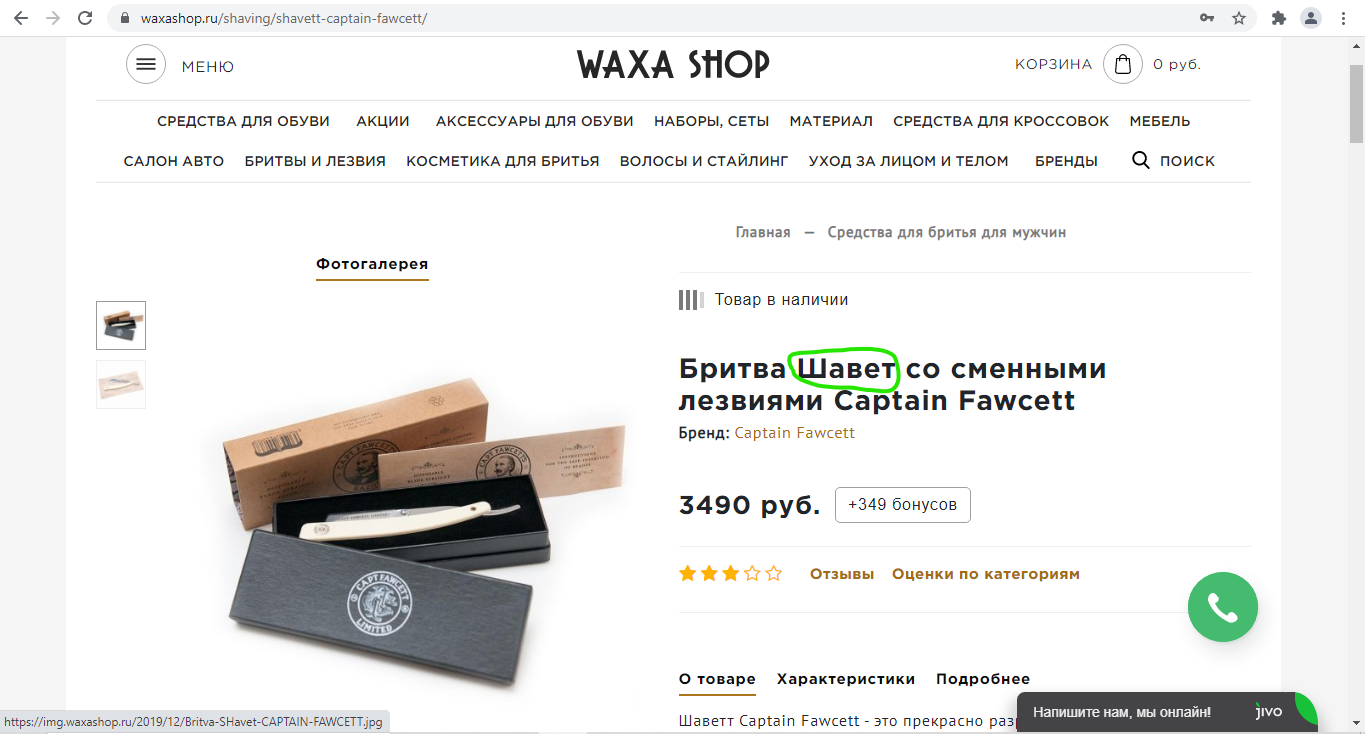 waxashop.ru/shaving/shavett-captain-fawcett/
МЕНЮ
WAXA SHOP
КОРЗИНА
0 руб.
СРЕДСТВА ДЛЯ ОБУВИ АКЦИИ АКСЕССУАРЫ ДЛЯ ОБУВИ НАБОРЫ, СЕТЫ МАТЕРИАЛ СРЕДСТВА ДЛЯ КРОССОВОК МЕБЕЛЬ
САЛОН АВТО БРИТВЫ И ЛЕЗВИЯ КОСМЕТИКА ДЛЯ БРИТЬЯ ВОЛОСЫ И СТАЙЛИНГ УХОД ЗА ЛИЦОМ И ТЕЛОМ БРЕНДЫ ПОИСК
Главная — Средства для бритья для мужчин
Фотогалерея
Товар в наличии
Бритва Шавет со сменными
лезвиями Captain Fawcett
Бренд: Captain Fawcett
3490 руб. +349 бонусов
Отзывы Оценки по категориям
CAPT FAWCETT
LIMITED
О товаре Характеристики Подробнее
Шаветт Captain Fawcett - это прекрасно
Напишите нам, мы онлайн! jivo
https://img.waxashop.ru/2019/12/Britva-SHavet-CAPTAIN-FAWCETT.jpg